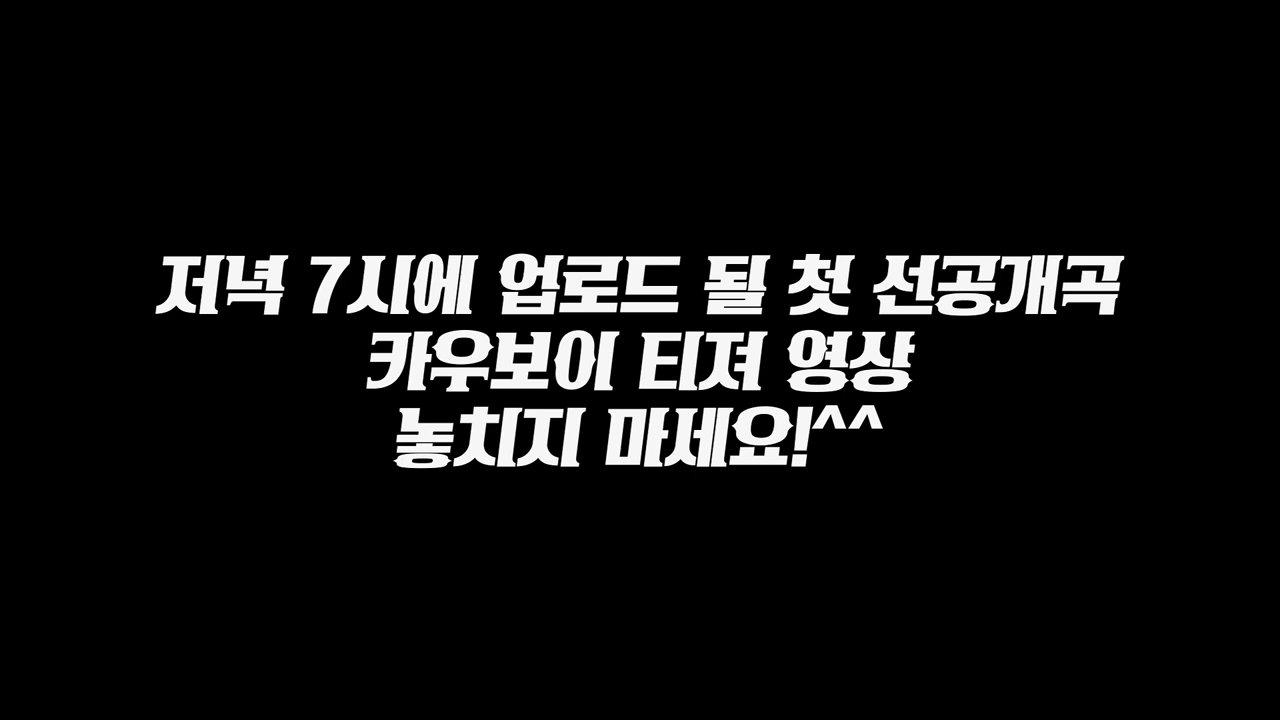 저녁 7시에 업로드 될 첫 선공개곡
카우보이 티져 영상
놓치지 마세요!^^